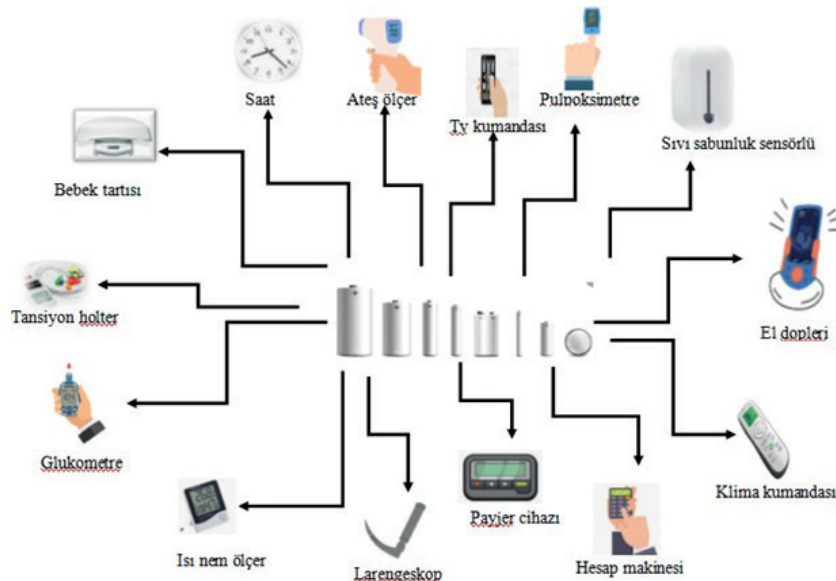 Saat
Ateş ölçer
Tv kumandası
Pulpoksimetre
Sıvı sabunluk sensörlü
Bebek tartısı
Tansiyon holter
El dopleri
Glukometre
Klima kumandası
Isı nem ölçer
Larengeskop
Payjer cihazı
Hesap makinesi